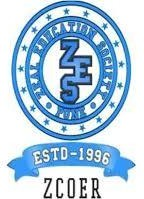 ZEAL EDUCATION SOCIETY
PUNE
ZES
ESTD-1996
ZCOER